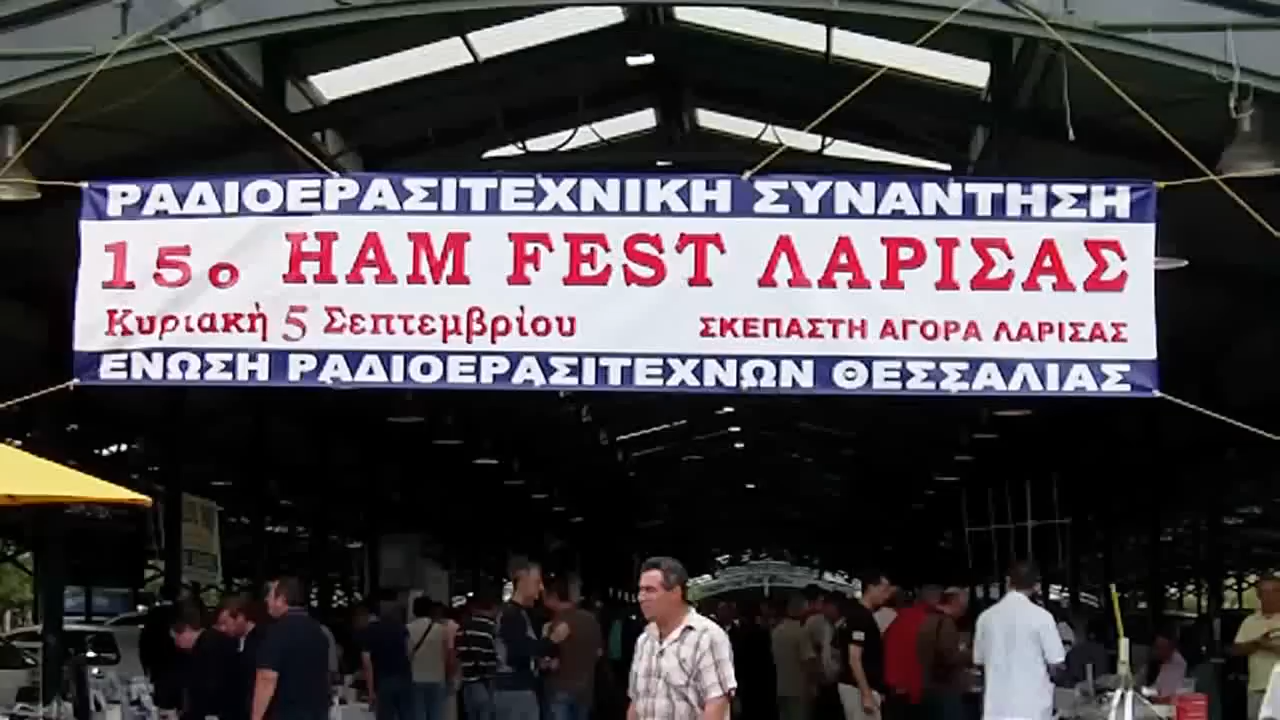 ΡΑΔΙΟΕΡΑΣΙΤΕΧΝΙΚΗ ΣΥΝΑΝΤΗΣΗ
15ο HAM FEST ΛΑΡΙΣΑΣ
Κυριακή 5 Σεπτεμβρίου ΣΚΕΠΑΣΤΗ ΑΓΟΡΑ ΛΑΡΙΣΑΣ
ΕΝΩΣΗ ΡΑΔΙΟΕΡΑΣΙΤΕΧΝΩΝ ΘΕΣΣΑΛΙΑΣ